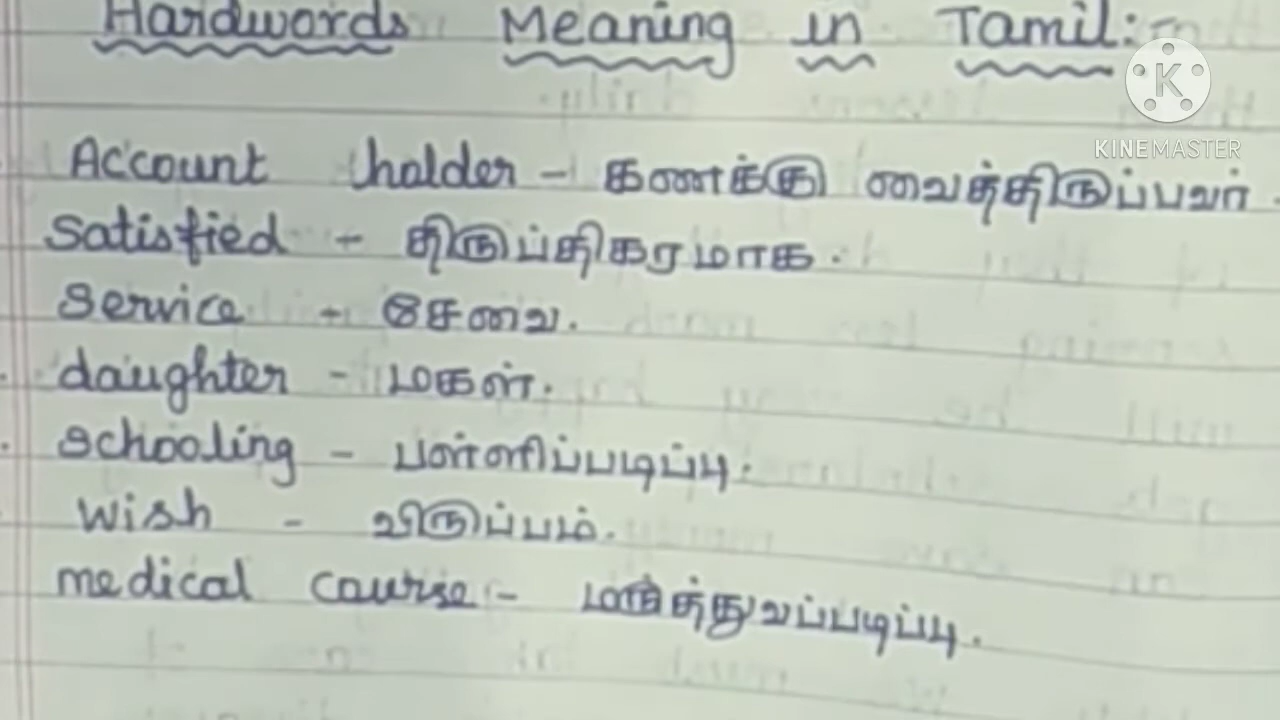 Hardwords Meaning in Tamil:-
K
KINEMASTER
Account holder - கணக்கு வைத்திருப்பவர்.
Satisfied - திருப்திகரமாக.
Service - சேவை.
daughter - மகள்.
Schooling - பள்ளிப்படிப்பு.
Wish - விருப்பம்.
medical course - மருத்துவப்படிப்பு.